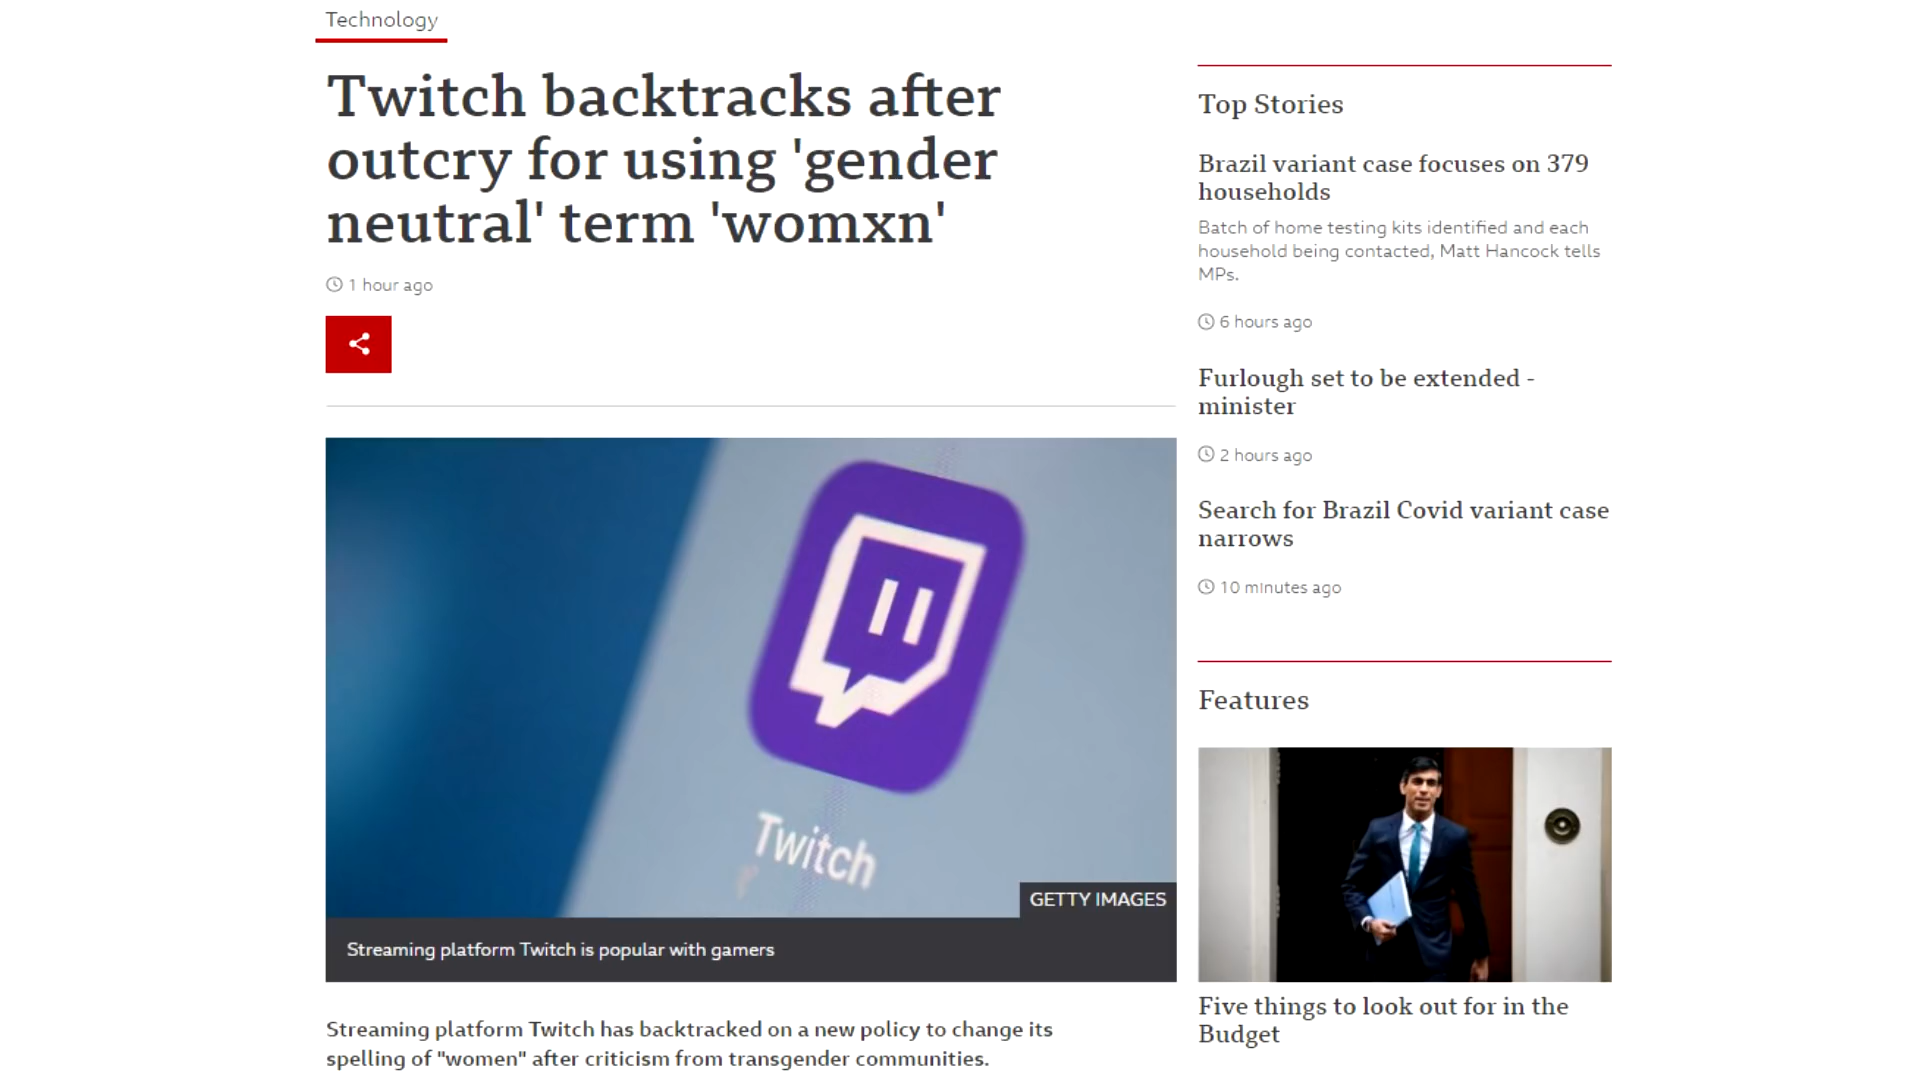 Technology
Twitch backtracks after
outcry for using 'gender
neutral' term 'womxn'
1 hour ago
Twitch
GETTY IMAGES
Streaming platform Twitch is popular with gamers
Streaming platform Twitch has backtracked on a new policy to change its
spelling of "women" after criticism from transgender communities.
Top Stories
Brazil variant case focuses on 379
households
Batch of home testing kits identified and each
household being contacted, Matt Hancock tells
MPs.
6 hours ago
Furlough set to be extended -
minister
2 hours ago
Search for Brazil Covid variant case
narrows
10 minutes ago
Features
Five things to look out for in the
Budget